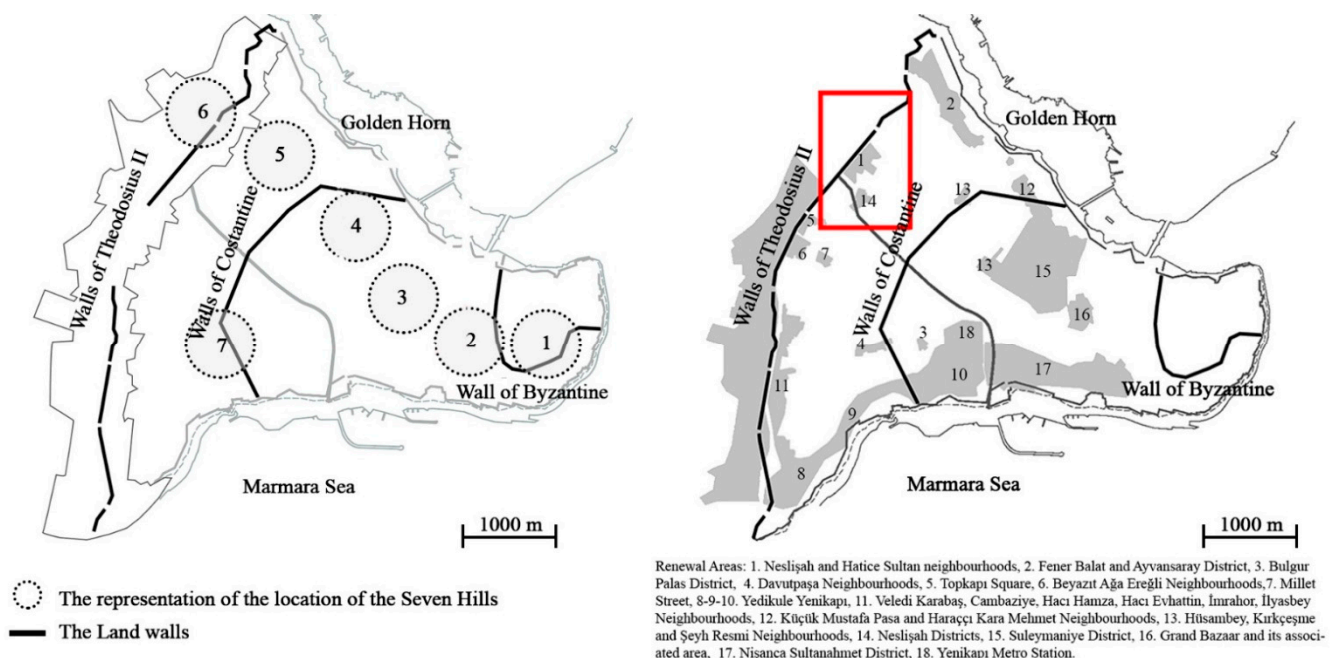 6
5
4
3
2
1
7
Golden Horn
Walls of Theodosius II
Walls of Costantine
Wall of Byzantine
Marmara Sea
1000 m
The representation of the location of the Seven Hills
The Land walls
2
1
14
5
6
7
13
12
13
15
16
3
4
18
17
10
11
9
8
Golden Horn
Walls of Theodosius II
Walls of Costantine
Wall of Byzantine
Marmara Sea
1000 m
Renewal Areas: 1. Neslişah and Hatice Sultan neighbourhoods, 2. Fener Balat and Ayvansaray District, 3. Bulgur
Palas District, 4. Davutpaşa Neighbourhoods, 5. Topkapı Square, 6. Beyazıt Ağa Ereğli Neighbourhoods,7. Millet
Street, 8-9-10. Yedikule Yenikapı, 11. Veledi Karabaş, Cambaziye, Hacı Hamza, Hacı Evhattin, İmrahor, İlyasbey
Neighbourhoods, 12. Küçük Mustafa Pasa and Haraççı Kara Mehmet Neighbourhoods, 13. Hüsambey, Kırkçeşme
and Şeyh Resmi Neighbourhoods, 14. Neslişah Districts, 15. Suleymaniye District, 16. Grand Bazaar and its associ-
ated area, 17. Nişanca Sultanahmet District, 18. Yenikapı Metro Station.